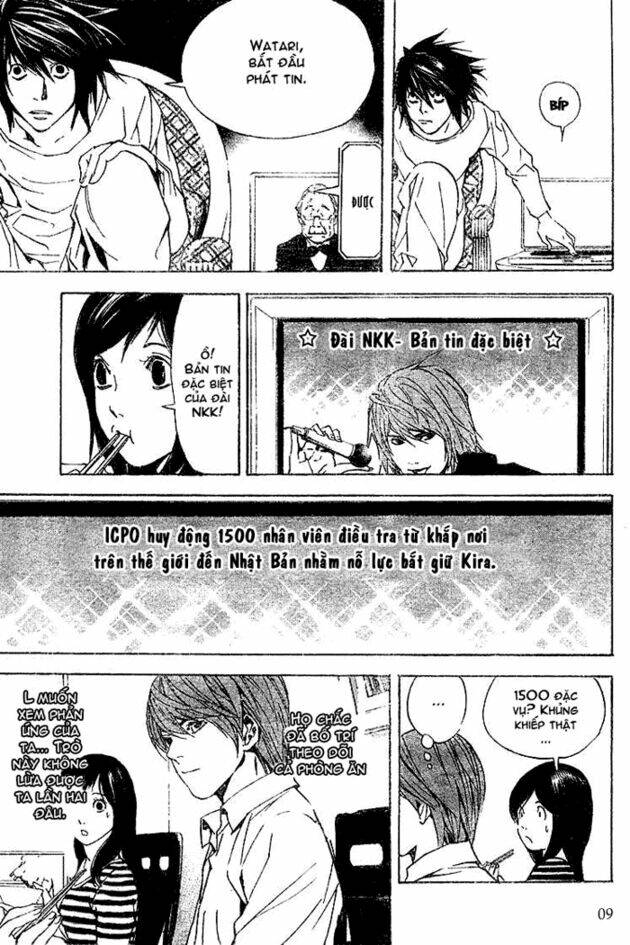 BÍP
WATARI,
BẮT ĐẦU
PHÁT TIN.
ĐƯỢC
☆ Đài NKK- Bản tin đặc biệt ☆
Ồ!
BẢN TIN
ĐẶC BIỆT
CỦA ĐÀI
NKK!
ICPO huy động 1500 nhân viên điều tra từ khắp nơi
trên thế giới đến Nhật Bản nhằm nỗ lực bắt giữ Kira.
1500 ĐẶC
VỤ? KHỦNG
KHIẾP THẬT
...
...
HỌ CHẮC
ĐÃ BỐ TRÍ
THEO DÕI
CẢ PHÒNG ĂN
L MUỐN
XEM PHẢN
ỨNG CỦA
TA... TRÒ
NÀY KHÔNG
LỪA ĐƯỢC
TA LẦN HAI
ĐÂU.
09